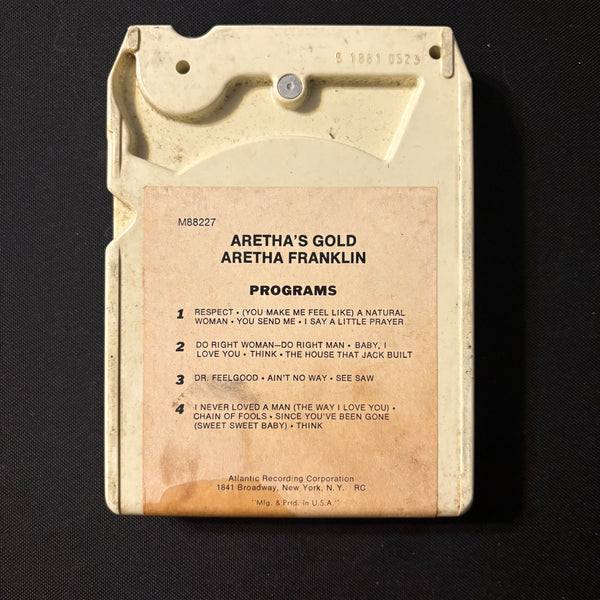 5 1881 0523
M88227
ARETHA'S GOLD
ARETHA FRANKLIN
PROGRAMS
1 RESPECT • (YOU MAKE ME FEEL LIKE) A NATURAL
WOMAN • YOU SEND ME • I SAY A LITTLE PRAYER
2 DO RIGHT WOMAN—DO RIGHT MAN • BABY, I
LOVE YOU • THINK • THE HOUSE THAT JACK BUILT
3 DR. FEELGOOD • AIN'T NO WAY • SEE SAW
4 I NEVER LOVED A MAN (THE WAY I LOVE YOU) •
CHAIN OF FOOLS • SINCE YOU'VE BEEN GONE
(SWEET SWEET BABY) • THINK
Atlantic Recording Corporation
1841 Broadway, New York, N. Y. RC
"Mfg. & Prtd. in U.S.A."